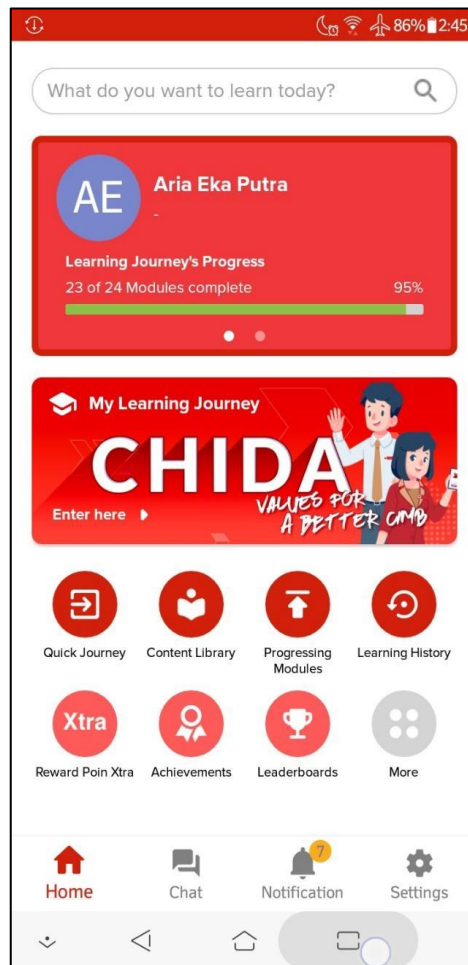 86% 2:45
What do you want to learn today?
AE
Aria Eka Putra
-
Learning Journey's Progress
23 of 24 Modules complete 95%
My Learning Journey
CHIDA
VALUES FOR
A BETTER CIMB
Enter here
Quick Journey Content Library Progressing Modules Learning History
Xtra
Reward Poin Xtra Achievements Leaderboards More
7
Home Chat Notification Settings